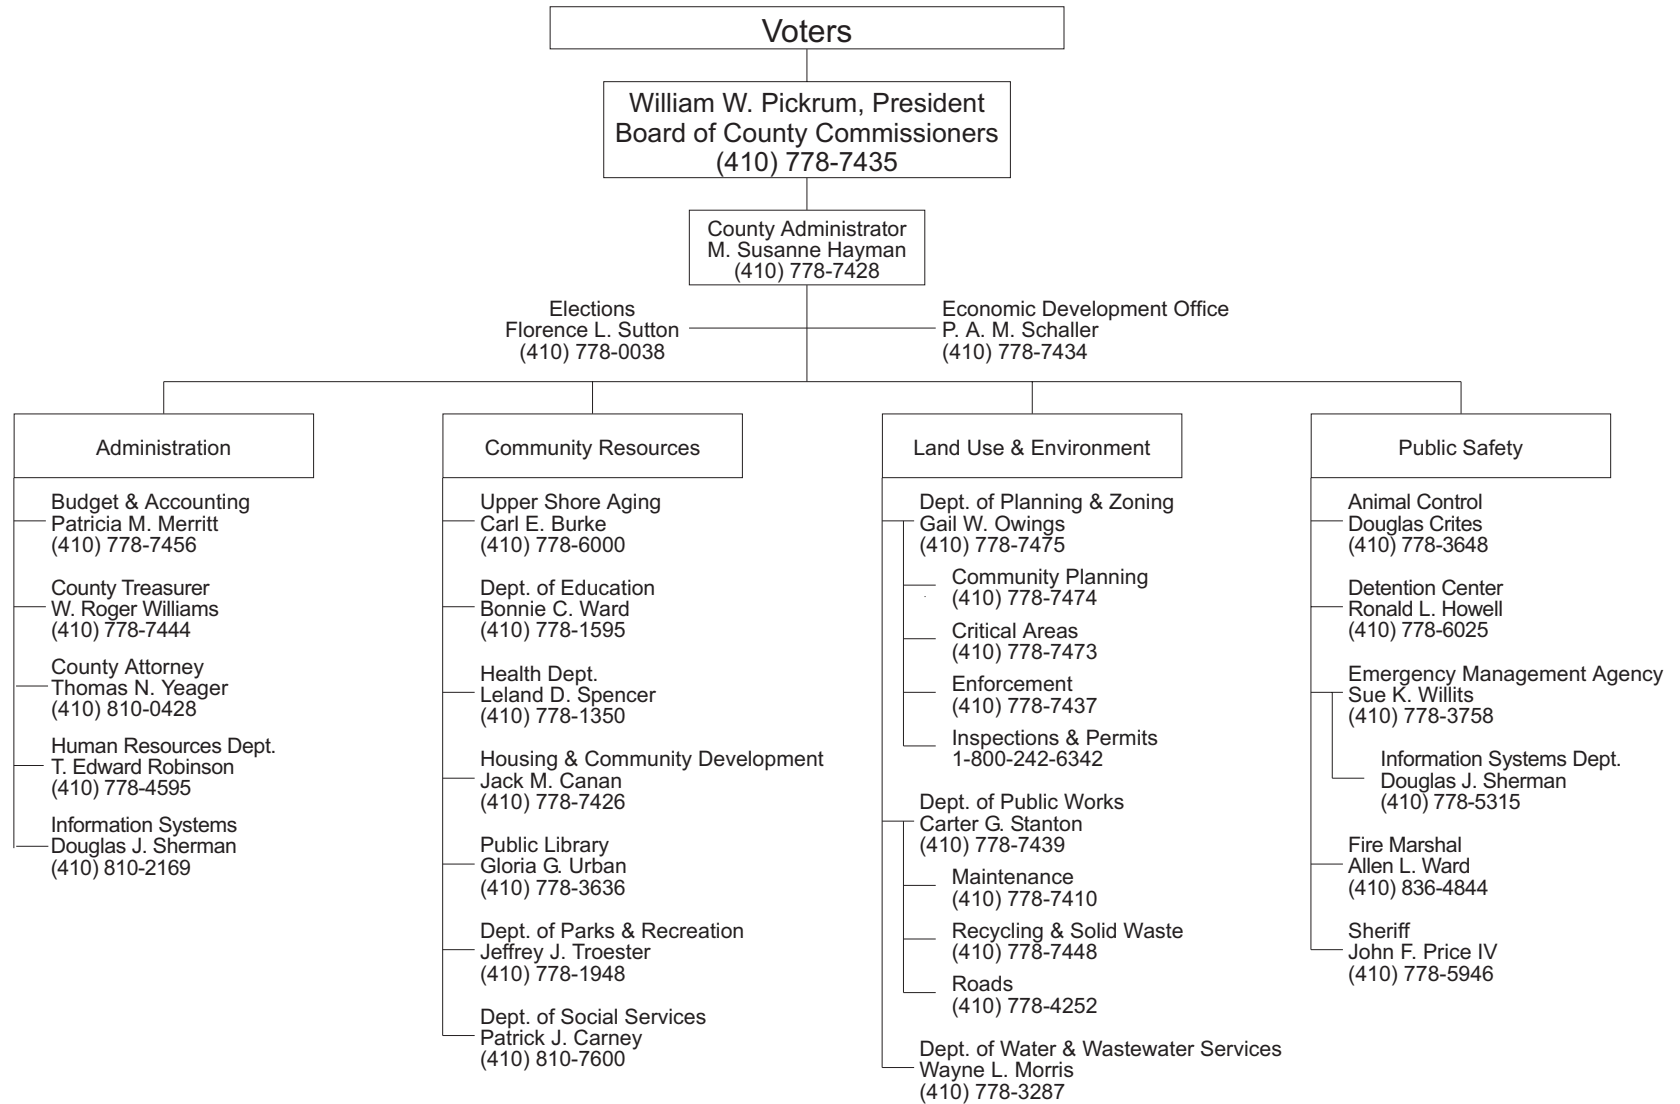 Voters
William W. Pickrum, President
Board of County Commissioners
(410) 778-7435
County Administrator
M. Susanne Hayman
(410) 778-7428
Elections
Florence L. Sutton
(410) 778-0038
Economic Development Office
P. A. M. Schaller
(410) 778-7434
Administration
Budget & Accounting
Patricia M. Merritt
(410) 778-7456
County Treasurer
W. Roger Williams
(410) 778-7444
County Attorney
Thomas N. Yeager
(410) 810-0428
Human Resources Dept.
T. Edward Robinson
(410) 778-4595
Information Systems
Douglas J. Sherman
(410) 810-2169
Community Resources
Upper Shore Aging
Carl E. Burke
(410) 778-6000
Dept. of Education
Bonnie C. Ward
(410) 778-1595
Health Dept.
Leland D. Spencer
(410) 778-1350
Housing & Community Development
Jack M. Canan
(410) 778-7426
Public Library
Gloria G. Urban
(410) 778-3636
Dept. of Parks & Recreation
Jeffrey J. Troester
(410) 778-1948
Dept. of Social Services
Patrick J. Carney
(410) 810-7600
Land Use & Environment
Dept. of Planning & Zoning
Gail W. Owings
(410) 778-7475
Community Planning
(410) 778-7474
Critical Areas
(410) 778-7473
Enforcement
(410) 778-7437
Inspections & Permits
1-800-242-6342
Dept. of Public Works
Carter G. Stanton
(410) 778-7439
Maintenance
(410) 778-7410
Recycling & Solid Waste
(410) 778-7448
Roads
(410) 778-4252
Dept. of Water & Wastewater Services
Wayne L. Morris
(410) 778-3287
Public Safety
Animal Control
Douglas Crites
(410) 778-3648
Detention Center
Ronald L. Howell
(410) 778-6025
Emergency Management Agency
Sue K. Willits
(410) 778-3758
Information Systems Dept.
Douglas J. Sherman
(410) 778-5315
Fire Marshal
Allen L. Ward
(410) 836-4844
Sheriff
John F. Price IV
(410) 778-5946